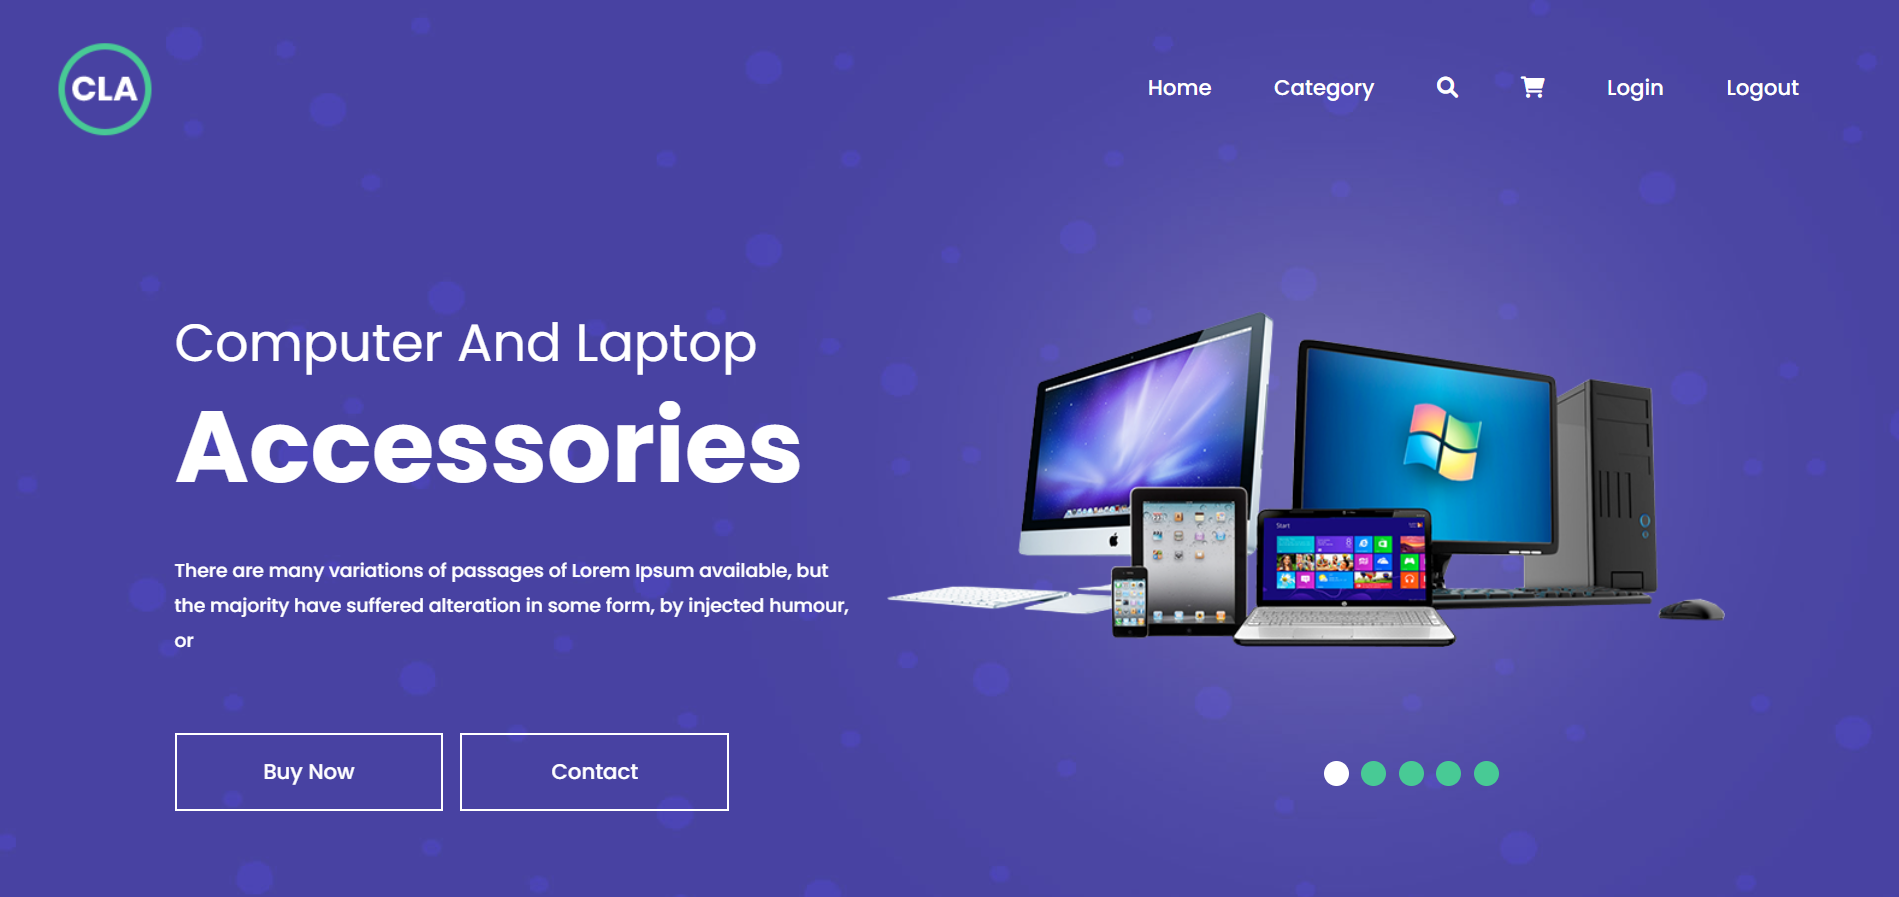 CLA
Home Category Login Logout
Computer And Laptop
Accessories
There are many variations of passages of Lorem Ipsum available, but
the majority have suffered alteration in some form, by injected humour,
or
Start
Buy Now Contact